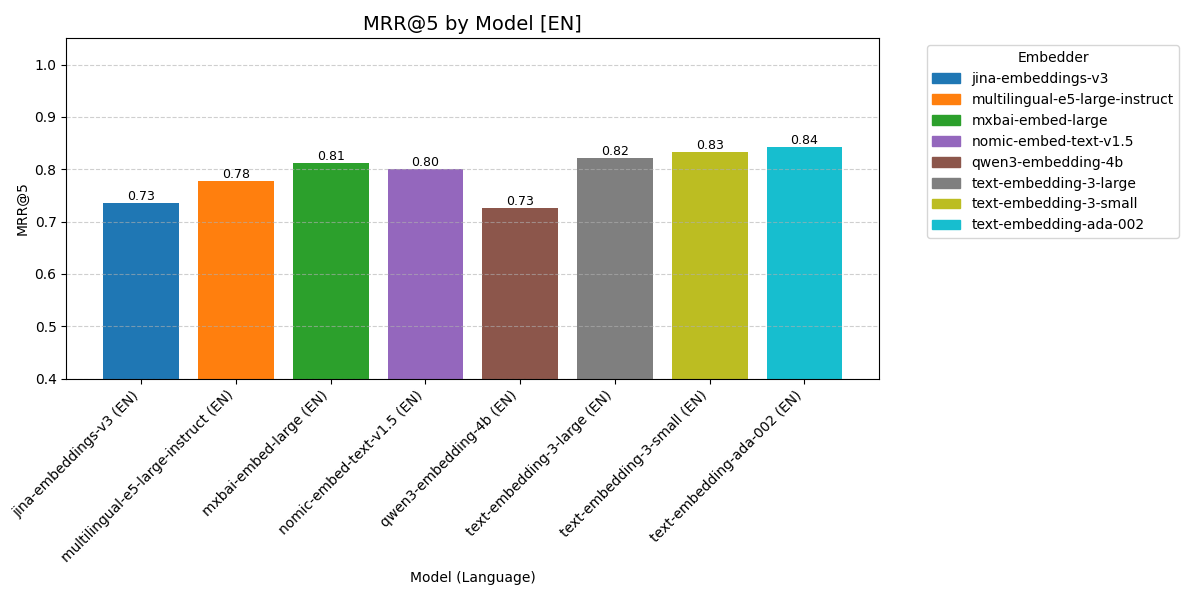 MRR@5 by Model [EN]
MRR@5
1.0
0.9
0.8
0.7
0.6
0.5
0.4
0.73
0.78
0.81
0.80
0.73
0.82
0.83
0.84
jina-embeddings-v3 (EN)
multilingual-e5-large-instruct (EN)
mxbai-embed-large (EN)
nomic-embed-text-v1.5 (EN)
qwen3-embedding-4b (EN)
text-embedding-3-large (EN)
text-embedding-3-small (EN)
text-embedding-ada-002 (EN)
Model (Language)
Embedder
jina-embeddings-v3
multilingual-e5-large-instruct
mxbai-embed-large
nomic-embed-text-v1.5
qwen3-embedding-4b
text-embedding-3-large
text-embedding-3-small
text-embedding-ada-002